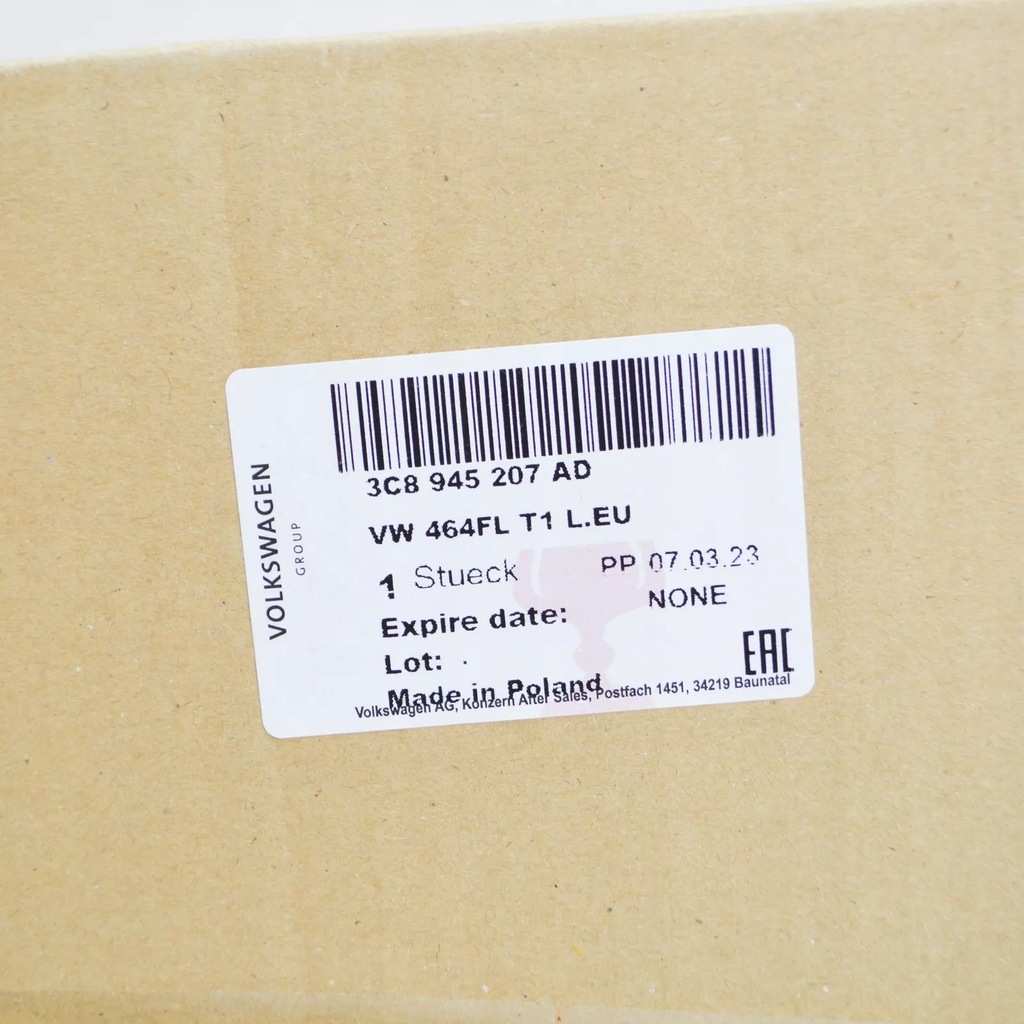 VOLKSWAGEN
GROUP
3C8 945 207 AD
VW 464FL T1 L.EU
1 Stueck PP 07.03.23
Expire date: NONE
Lot: .
EAC
Made in Poland
Volkswagen AG, Konzern After Sales, Postfach 1451, 34219 Baunatal